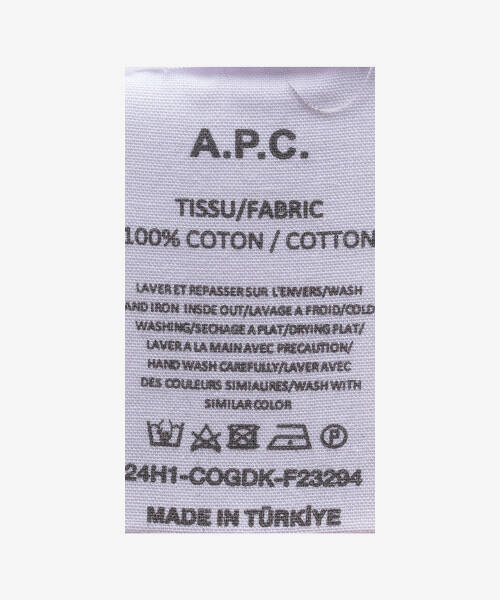 A.P.C.
TISSU/FABRIC
100% COTON / COTTON
LAVER ET REPASSER SUR L'ENVERS/WASH
AND IRON INSDE OUT/LAVAGE A FROID/COLD
WASHING/SECHAGE A PLAT/DRYING FLAT/
LAVER A LA MAIN AVEC PRECAUTION/
HAND WASH CAREFULLY/LAVER AVEC
DES COULEURS SIMIALIRES/WASH WITH
SIMILAR COLOR
P
24H1-COGDK-F23294
MADE IN TÜRKİYE